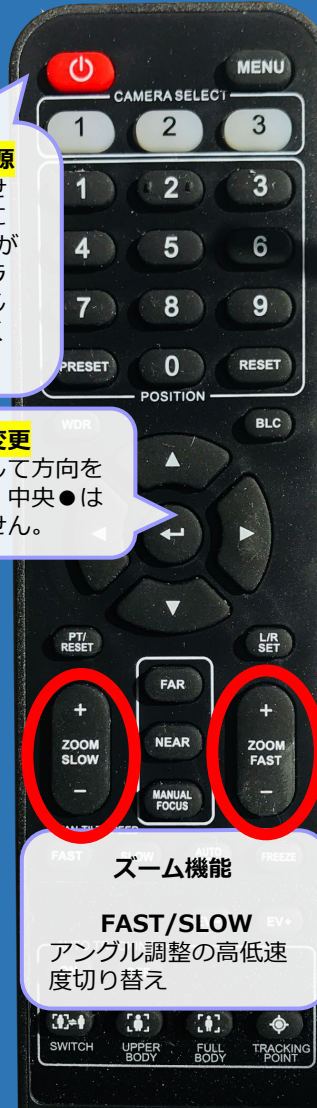 MENU
CAMERA SELECT
1 2 3
源
1 2 3
4 5 6
が
7 8 9
PRESET 0 RESET
POSITION
WDR BLC
変更
して方向を
中央●は
せん。
PT/
RESET
L/R
SET
FAR
+
ZOOM
SLOW
−
NEAR
+
ZOOM
FAST
−
MANUAL
FOCUS
FAST SLOW AUTO FREEZE
ズーム機能
EV+
FAST/SLOW
アングル調整の高低速
度切り替え
SWITCH
UPPER
BODY
FULL
BODY
TRACKING
POINT